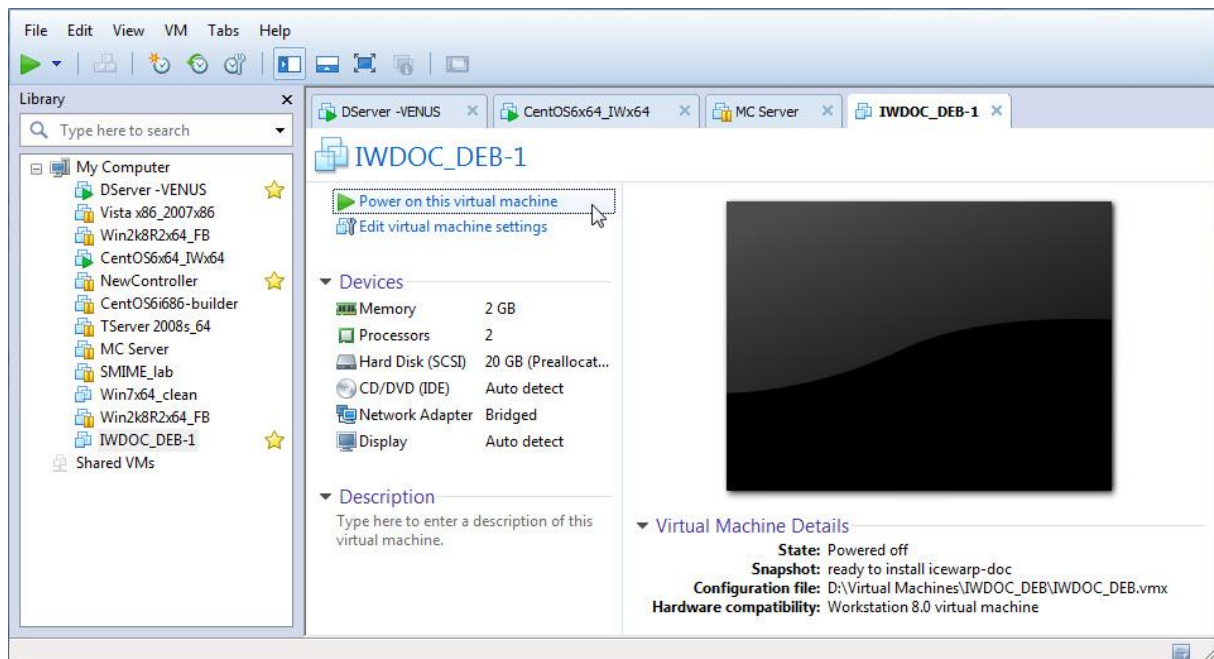 File Edit View VM Tabs Help
Library
Type here to search
My Computer
DServer -VENUS
Vista x86_2007x86
Win2k8R2x64_FB
CentOS6x64_IWx64
NewController
CentOS6i686-builder
TServer 2008s_64
MC Server
SMIME_lab
Win7x64_clean
Win2k8R2x64_FB
IWDOC_DEB-1
Shared VMs
DServer -VENUS CentOS6x64_IWx64 MC Server IWDOC_DEB-1
IWDOC_DEB-1
Power on this virtual machine
Edit virtual machine settings
Devices
Memory 2 GB
Processors 2
Hard Disk (SCSI) 20 GB (Preallocat...
CD/DVD (IDE) Auto detect
Network Adapter Bridged
Display Auto detect
Description
Type here to enter a description of this
virtual machine.
Virtual Machine Details
State: Powered off
Snapshot: ready to install icewarp-doc
Configuration file: D:\Virtual Machines\IWDOC_DEB\IWDOC_DEB.vmx
Hardware compatibility: Workstation 8.0 virtual machine